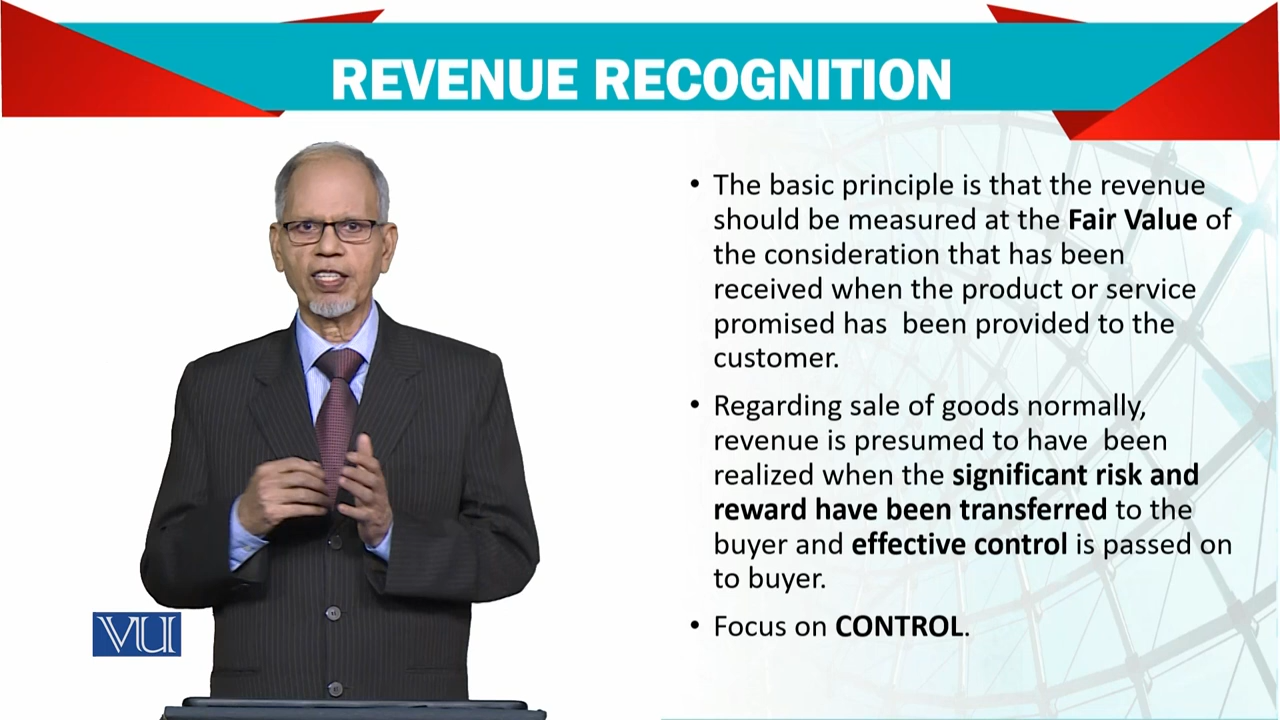 REVENUE RECOGNITION
• The basic principle is that the revenue
should be measured at the Fair Value of
the consideration that has been
received when the product or service
promised has  been provided to the
customer.
• Regarding sale of goods normally,
revenue is presumed to have  been
realized when the significant risk and
reward have been transferred to the
buyer and effective control is passed on
to buyer.
• Focus on CONTROL.
VU